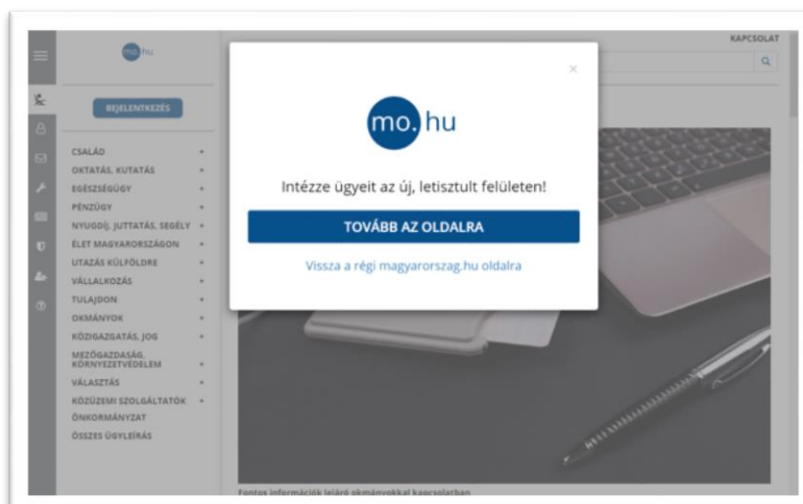 KAPCSOLAT
mo.hu
BEJELENTKEZÉS
CSALÁD +
OKTATÁS, KUTATÁS +
EGÉSZSÉGÜGY +
PÉNZÜGY +
NYUGDÍJ, JUTTATÁS, SEGÉLY +
ÉLET MAGYARORSZÁGON +
UTAZÁS KÜLFÖLDRE +
VÁLLALKOZÁS +
TULAJDON +
OKMÁNYOK +
KÖZIGAZGATÁS, JOG +
MEZŐGAZDASÁG,
KÖRNYEZETVÉDELEM +
VÁLASZTÁS +
KÖZÜZEMI SZOLGÁLTATÓK +
ÖNKORMÁNYZAT
ÖSSZES ÜGYLEÍRÁS
×
mo.hu
Intézze ügyeit az új, letisztult felületen!
TOVÁBB AZ OLDALRA
Vissza a régi magyarorszag.hu oldalra
Fontos információk lejáró okmányokkal kapcsolatban